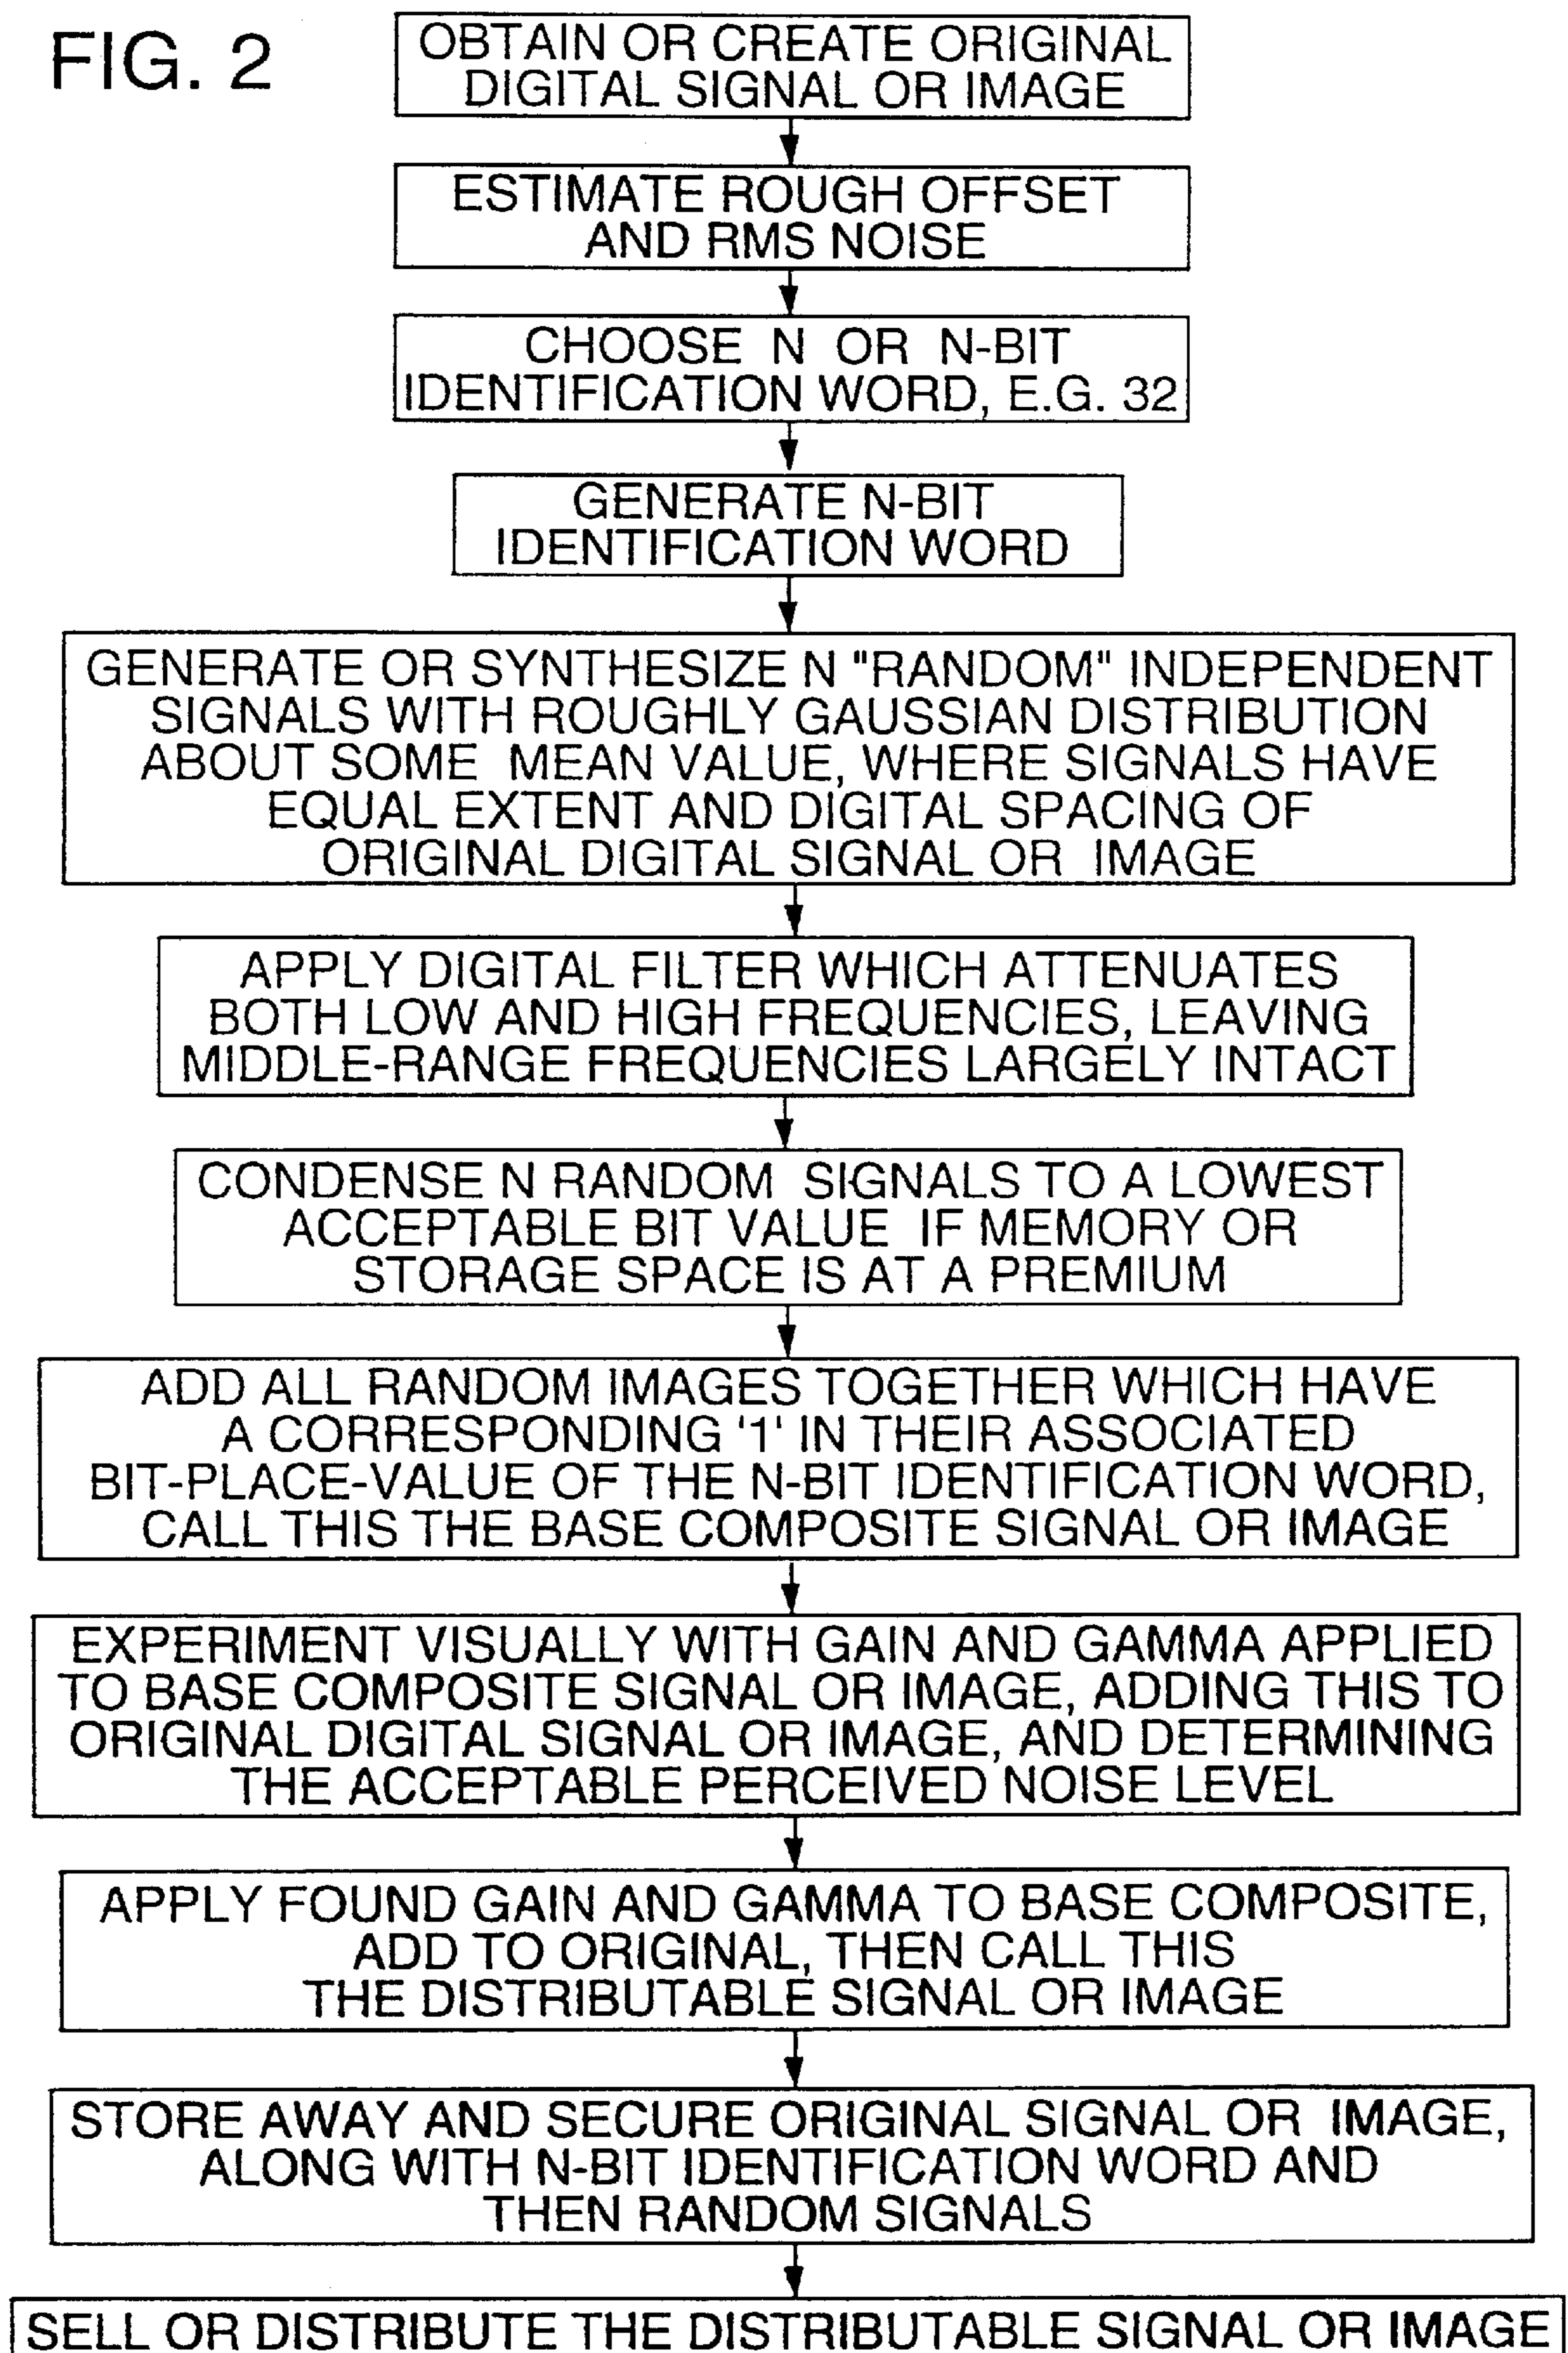 FIG. 2
OBTAIN OR CREATE ORIGINAL
DIGITAL SIGNAL OR IMAGE
ESTIMATE ROUGH OFFSET
AND RMS NOISE
CHOOSE N OR N-BIT
IDENTIFICATION WORD, E.G. 32
GENERATE N-BIT
IDENTIFICATION WORD
GENERATE OR SYNTHESIZE N "RANDOM" INDEPENDENT
SIGNALS WITH ROUGHLY GAUSSIAN DISTRIBUTION
ABOUT SOME MEAN VALUE, WHERE SIGNALS HAVE
EQUAL EXTENT AND DIGITAL SPACING OF
ORIGINAL DIGITAL SIGNAL OR IMAGE
APPLY DIGITAL FILTER WHICH ATTENUATES
BOTH LOW AND HIGH FREQUENCIES, LEAVING
MIDDLE-RANGE FREQUENCIES LARGELY INTACT
CONDENSE N RANDOM SIGNALS TO A LOWEST
ACCEPTABLE BIT VALUE IF MEMORY OR
STORAGE SPACE IS AT A PREMIUM
ADD ALL RANDOM IMAGES TOGETHER WHICH HAVE
A CORRESPONDING '1' IN THEIR ASSOCIATED
BIT-PLACE-VALUE OF THE N-BIT IDENTIFICATION WORD,
CALL THIS THE BASE COMPOSITE SIGNAL OR IMAGE
EXPERIMENT VISUALLY WITH GAIN AND GAMMA APPLIED
TO BASE COMPOSITE SIGNAL OR IMAGE, ADDING THIS TO
ORIGINAL DIGITAL SIGNAL OR IMAGE, AND DETERMINING
THE ACCEPTABLE PERCEIVED NOISE LEVEL
APPLY FOUND GAIN AND GAMMA TO BASE COMPOSITE,
ADD TO ORIGINAL, THEN CALL THIS
THE DISTRIBUTABLE SIGNAL OR IMAGE
STORE AWAY AND SECURE ORIGINAL SIGNAL OR IMAGE,
ALONG WITH N-BIT IDENTIFICATION WORD AND
THEN RANDOM SIGNALS
SELL OR DISTRIBUTE THE DISTRIBUTABLE SIGNAL OR IMAGE